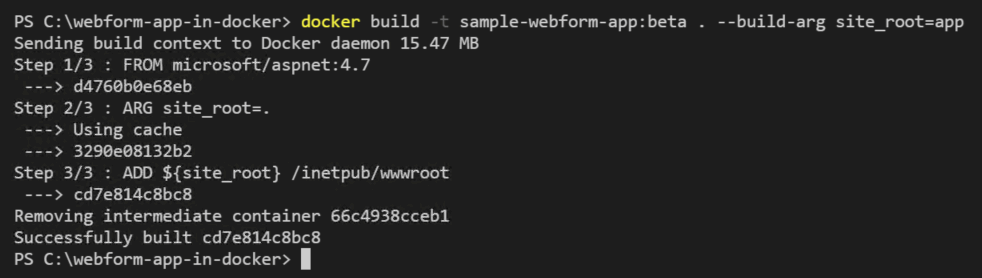 PS C:\webform-app-in-docker> docker build -t sample-webform-app:beta . --build-arg site_root=app
Sending build context to Docker daemon 15.47 MB
Step 1/3 : FROM microsoft/aspnet:4.7
---> d4760b0e68eb
Step 2/3 : ARG site_root=.
---> Using cache
---> 3290e08132b2
Step 3/3 : ADD ${site_root} /inetpub/wwwroot
---> cd7e814c8bc8
Removing intermediate container 66c4938cceb1
Successfully built cd7e814c8bc8
PS C:\webform-app-in-docker>